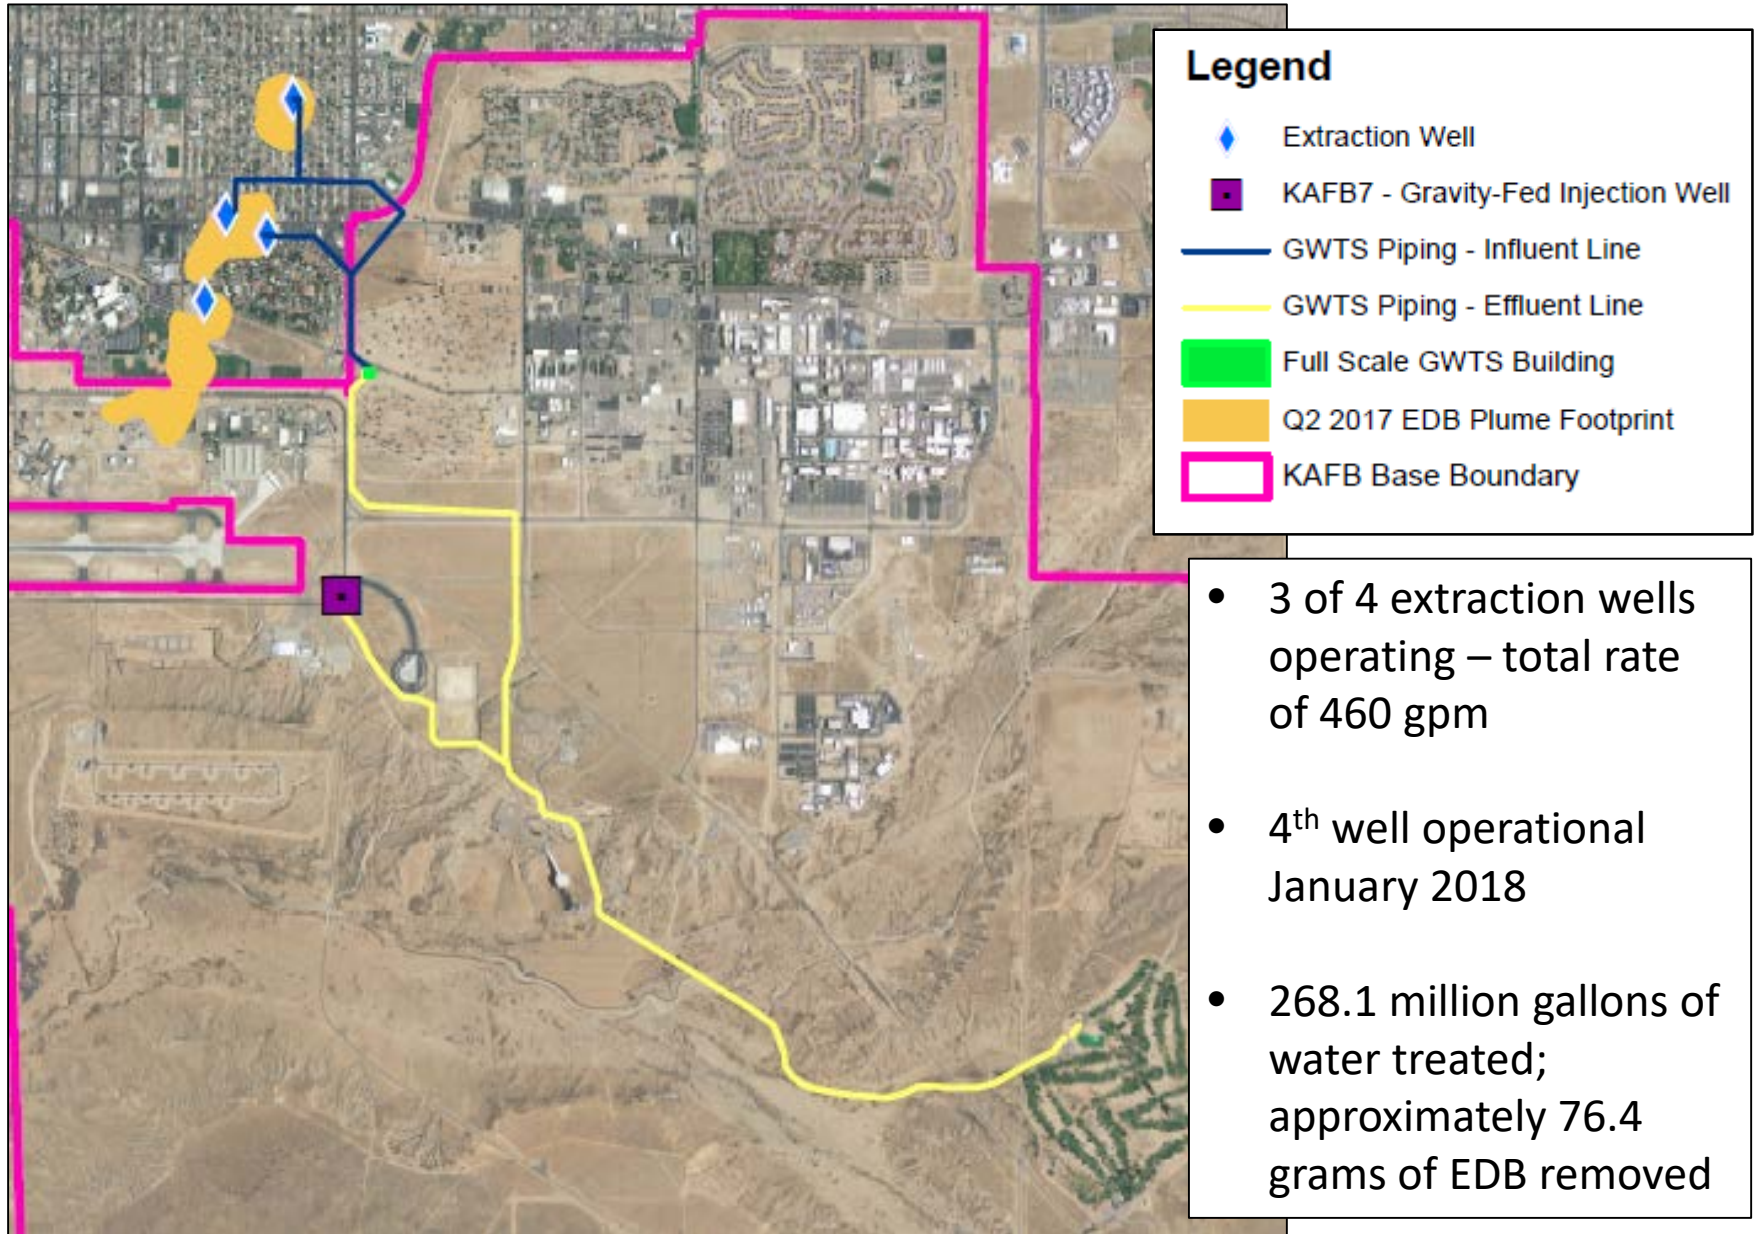 Legend
Extraction Well
KAFB7 - Gravity-Fed Injection Well
GWTS Piping - Influent Line
GWTS Piping - Effluent Line
Full Scale GWTS Building
Q2 2017 EDB Plume Footprint
KAFB Base Boundary
• 3 of 4 extraction wells
operating – total rate
of 460 gpm
• 4th well operational
January 2018
• 268.1 million gallons of
water treated;
approximately 76.4
grams of EDB removed